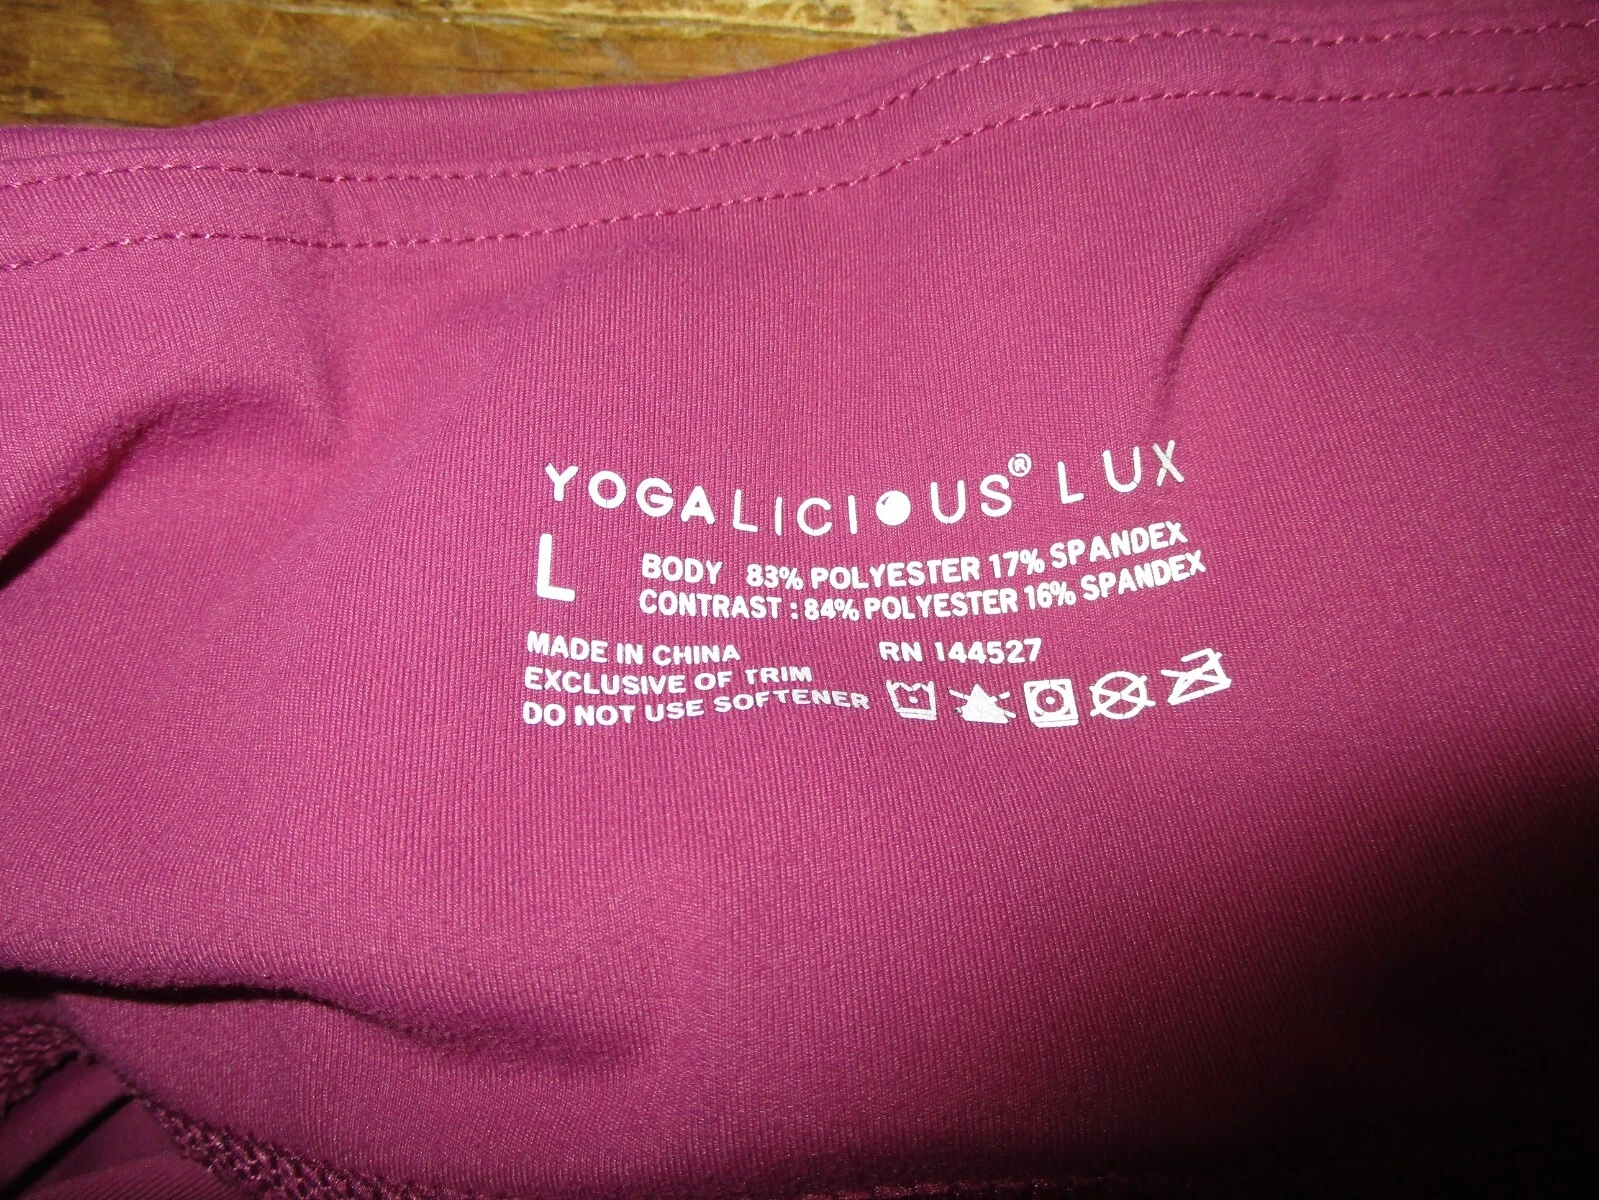 YOGALICIOUS® LUX
L
BODY 83% POLYESTER 17% SPANDEX
CONTRAST : 84% POLYESTER 16% SPANDEX
MADE IN CHINA RN 144527
EXCLUSIVE OF TRIM
DO NOT USE SOFTENER